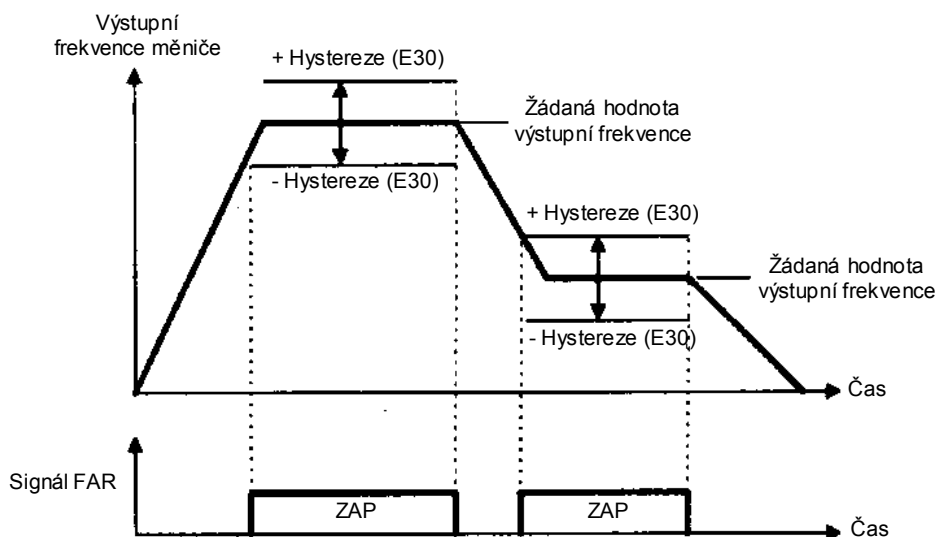 Výstupní
frekvence měniče
+ Hystereze (E30)
Žádaná hodnota
výstupní frekvence
- Hystereze (E30)
+ Hystereze (E30)
Žádaná hodnota
výstupní frekvence
- Hystereze (E30)
Čas
Signál FAR
ZAP
ZAP
Čas